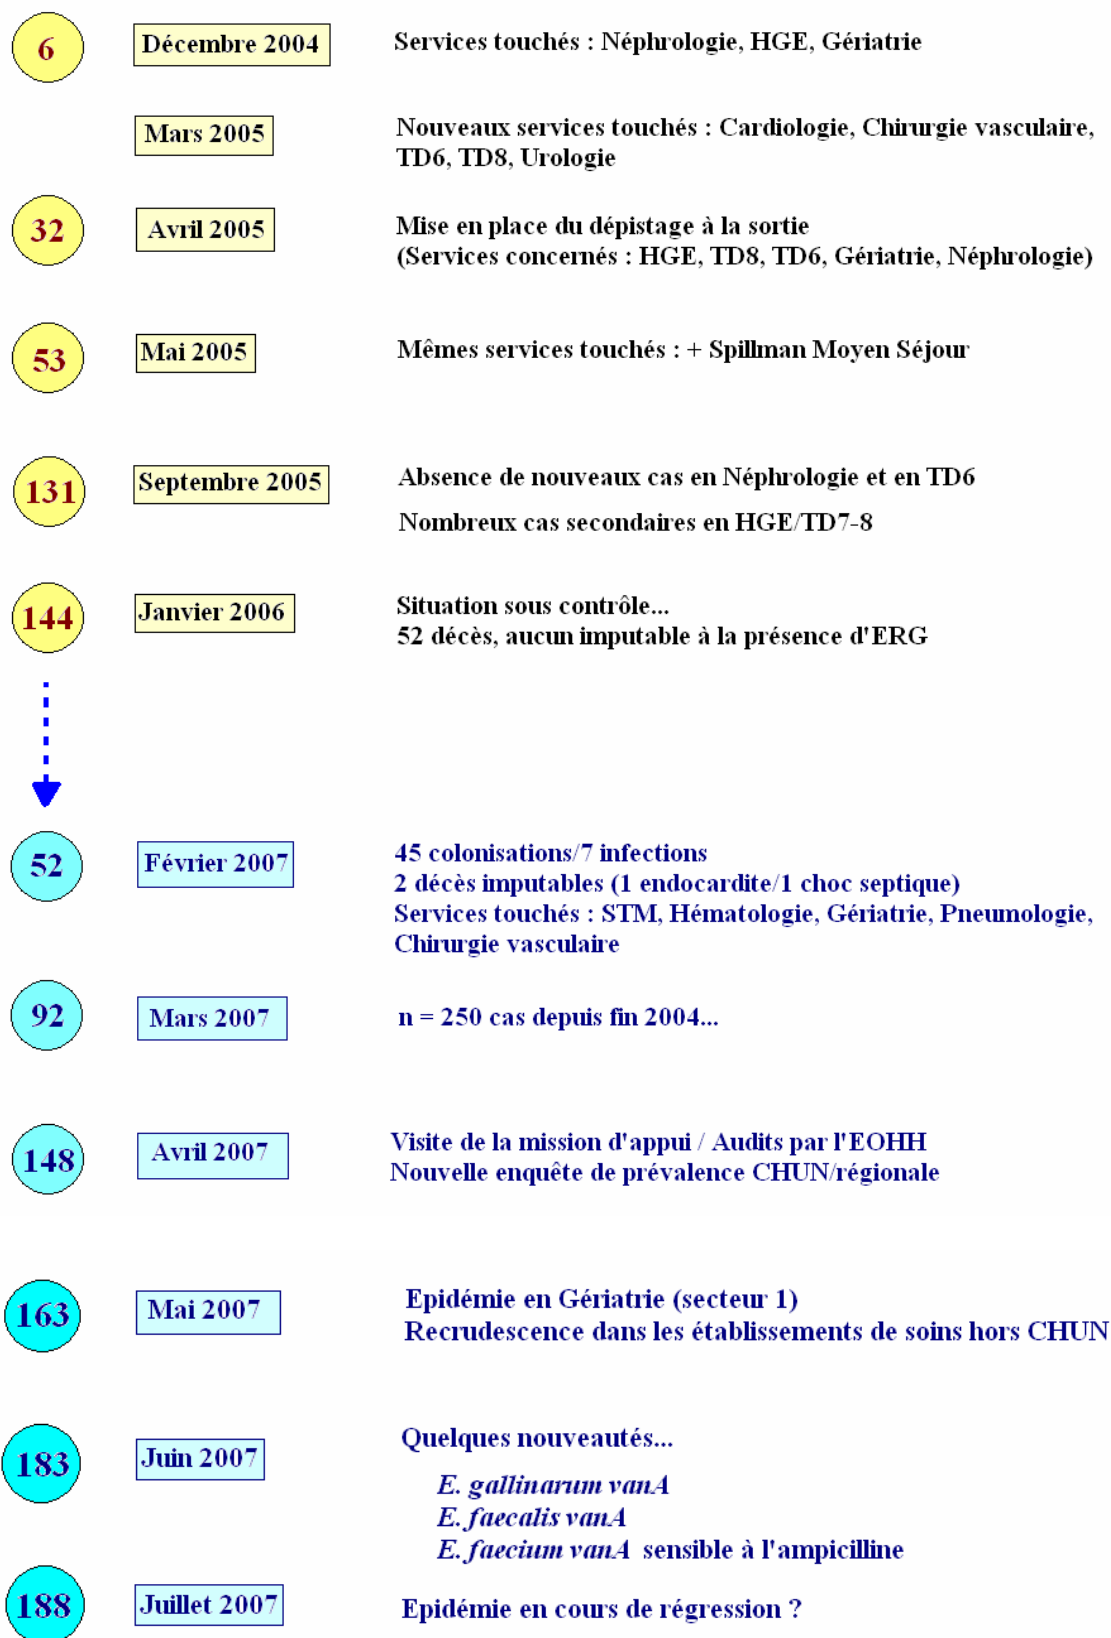 6
Décembre 2004
Services touchés : Néphrologie, HGE, Gériatrie
Mars 2005
Nouveaux services touchés : Cardiologie, Chirurgie vasculaire,
TD6, TD8, Urologie
32
Avril 2005
Mise en place du dépistage à la sortie
(Services concernés : HGE, TD8, TD6, Gériatrie, Néphrologie)
53
Mai 2005
Mêmes services touchés : + Spillman Moyen Séjour
131
Septembre 2005
Absence de nouveaux cas en Néphrologie et en TD6
Nombreux cas secondaires en HGE/TD7-8
144
Janvier 2006
Situation sous contrôle...
52 décès, aucun imputable à la présence d'ERG
52
Février 2007
45 colonisations/7 infections
2 décès imputables (1 endocardite/1 choc septique)
Services touchés : STM, Hématologie, Gériatrie, Pneumologie,
Chirurgie vasculaire
92
Mars 2007
n = 250 cas depuis fin 2004...
148
Avril 2007
Visite de la mission d'appui / Audits par l'EOHH
Nouvelle enquête de prévalence CHUN/régionale
163
Mai 2007
Epidémie en Gériatrie (secteur 1)
Recrudescence dans les établissements de soins hors CHUN
183
Juin 2007
Quelques nouveautés...
E. gallinarum vanA
E. faecalis vanA
E. faecium vanA sensible à l'ampicilline
188
Juillet 2007
Epidémie en cours de régression ?